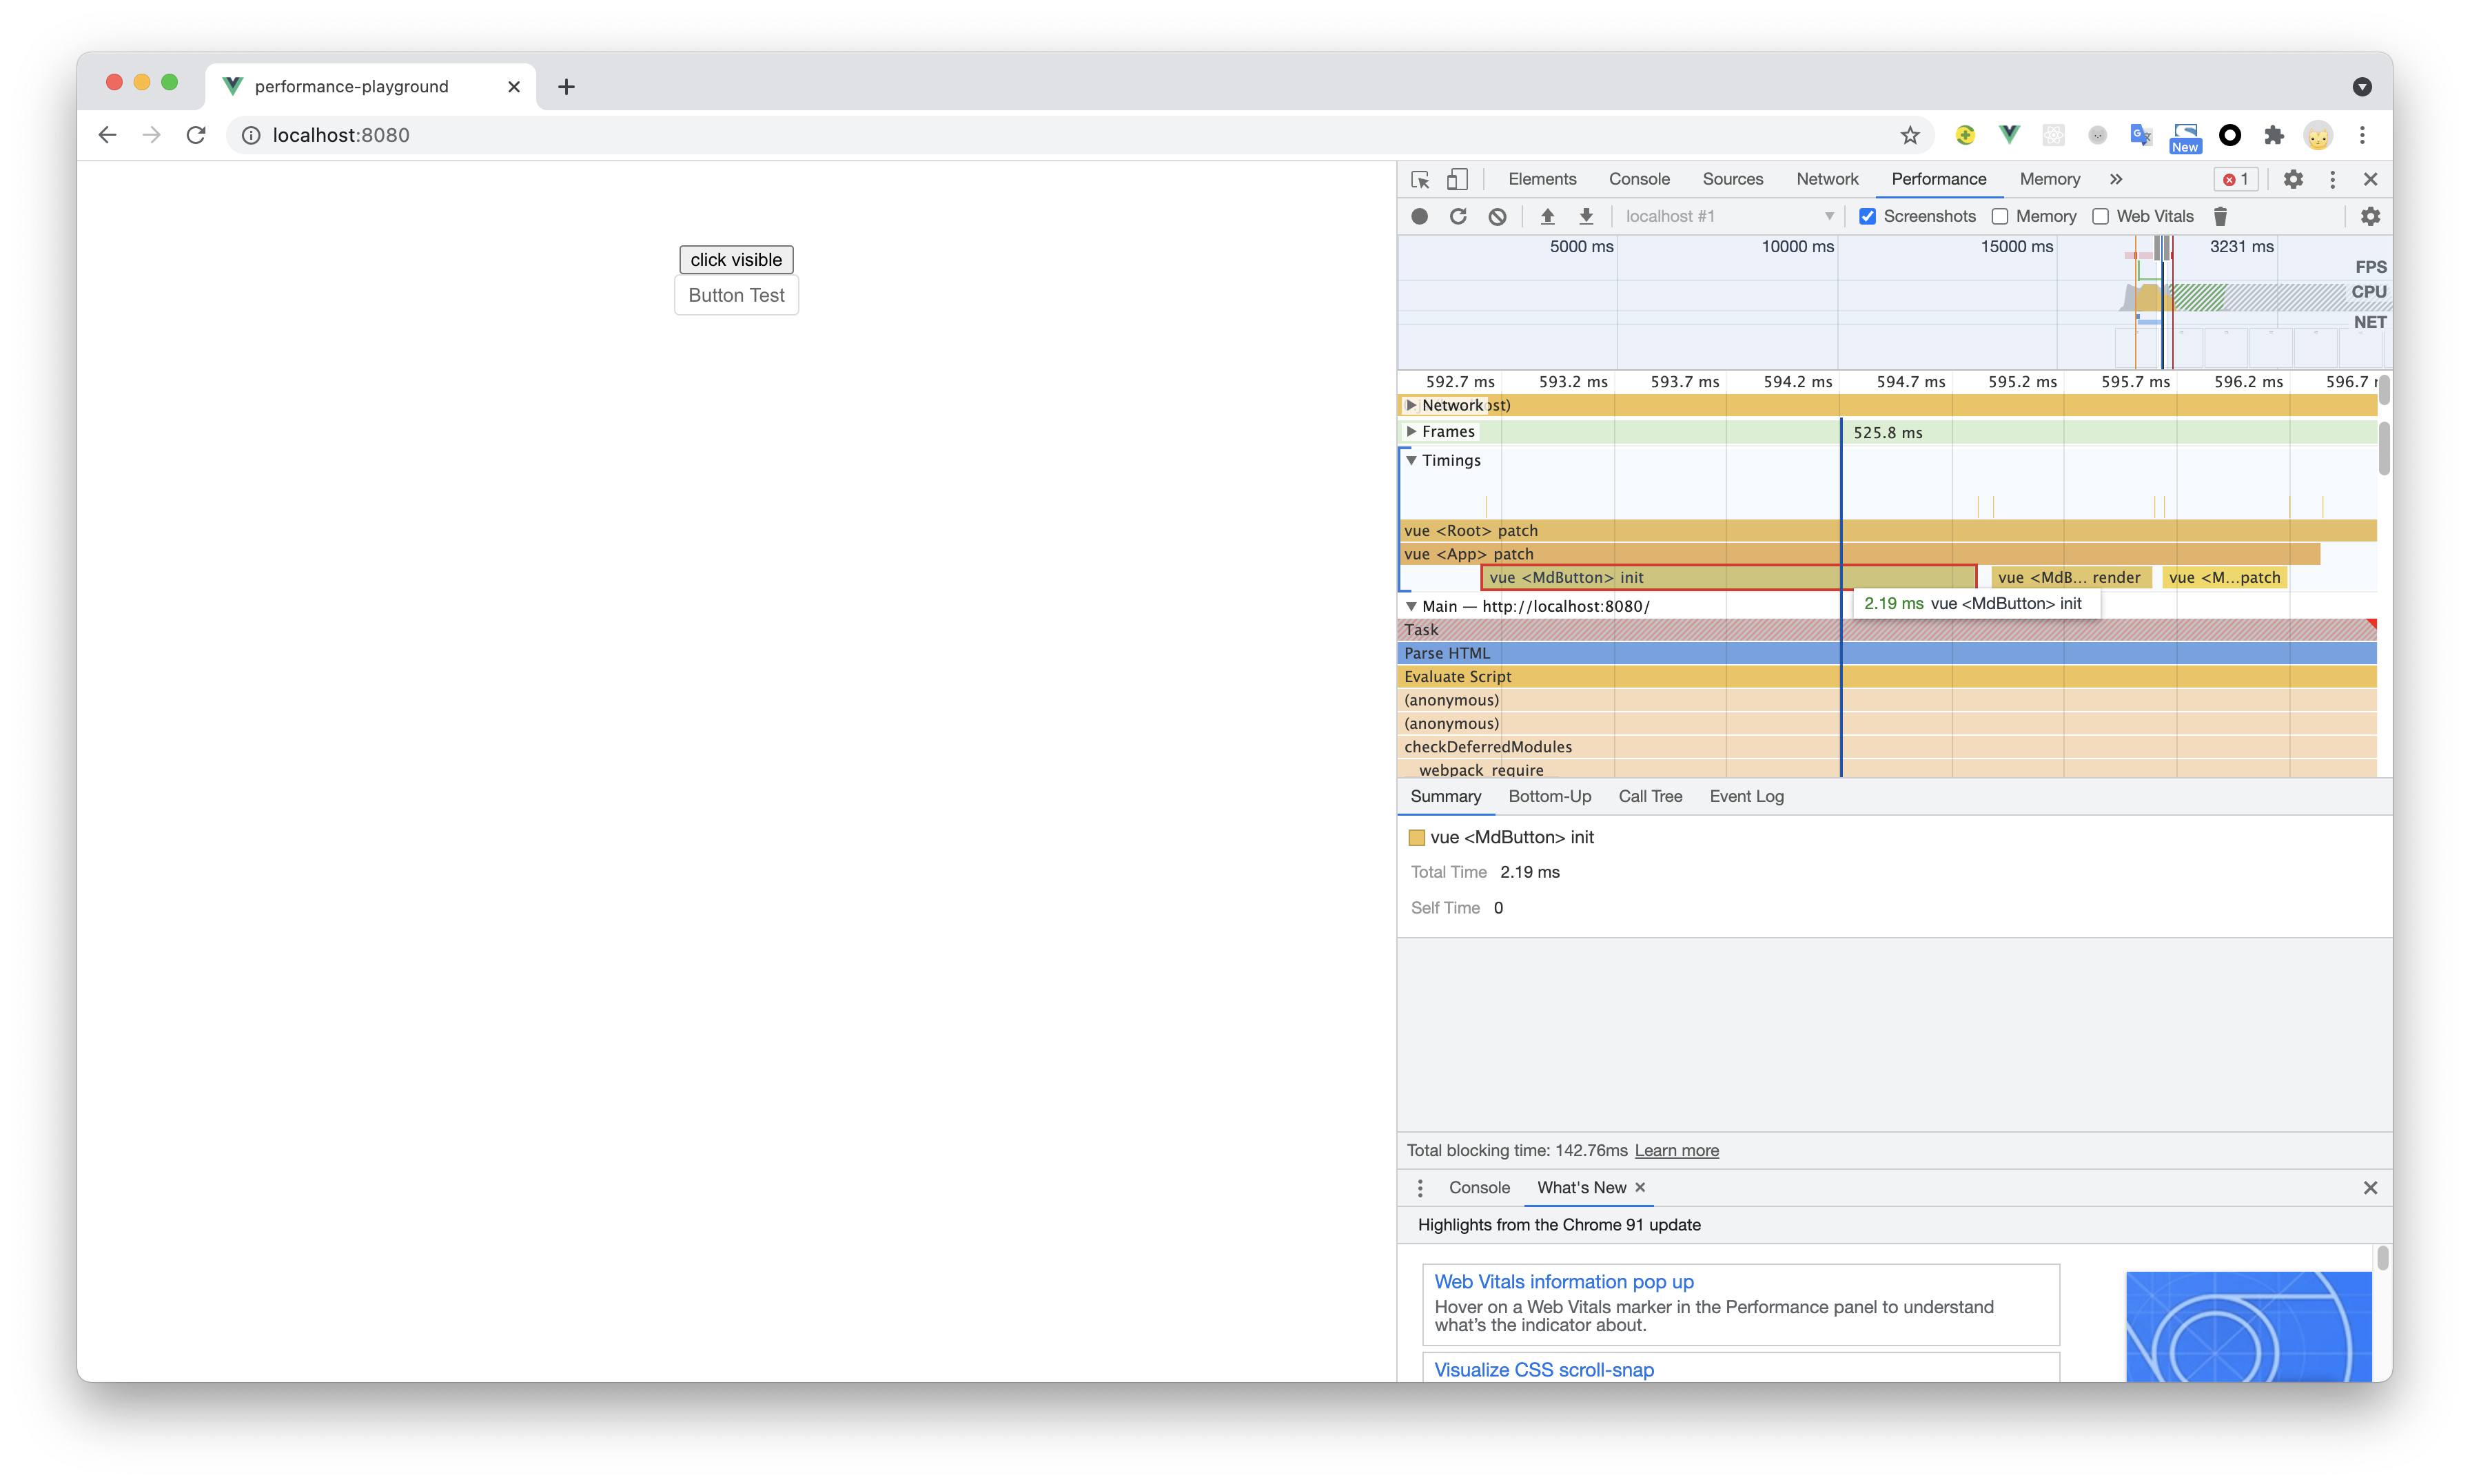 performance-playground
localhost:8080
New
click visible
Button Test
Elements Console Sources Network Performance Memory 1
localhost #1 Screenshots Memory Web Vitals
5000 ms 10000 ms 15000 ms 3231 ms
FPS
CPU
NET
592.7 ms 593.2 ms 593.7 ms 594.2 ms 594.7 ms 595.2 ms 595.7 ms 596.2 ms 596.7
Network ost)
Frames 525.8 ms
Timings
vue <Root> patch
vue <App> patch
vue <MdButton> init vue <MdB... render vue <M...patch
2.19 ms vue <MdButton> init
Main — http://localhost:8080/
Task
Parse HTML
Evaluate Script
(anonymous)
(anonymous)
checkDeferredModules
webpack_require
Summary Bottom-Up Call Tree Event Log
vue <MdButton> init
Total Time 2.19 ms
Self Time 0
Total blocking time: 142.76ms Learn more
Console What's New
Highlights from the Chrome 91 update
Web Vitals information pop up
Hover on a Web Vitals marker in the Performance panel to understand
what's the indicator about.
Visualize CSS scroll-snap